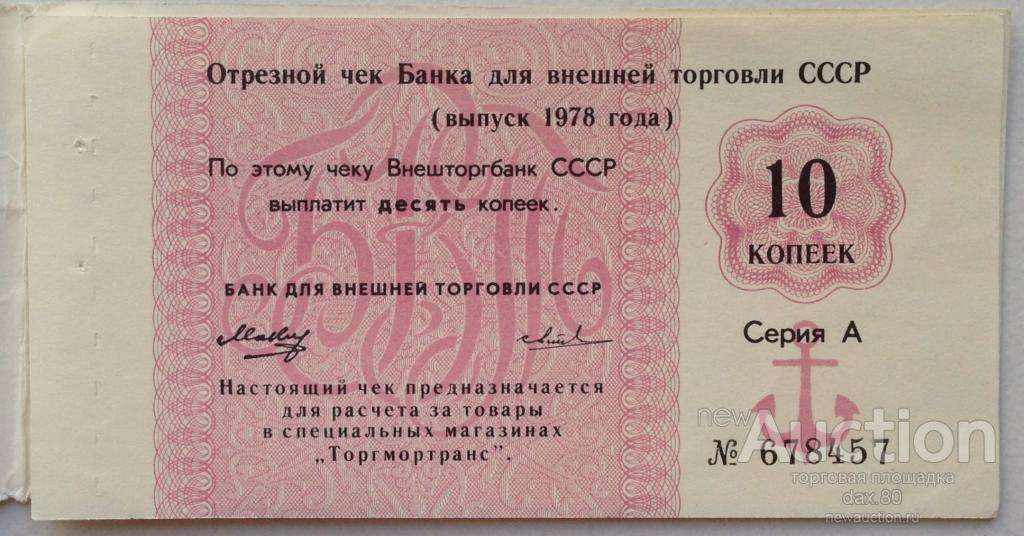 Отрезной чек Банка для внешней торговли СССР
(выпуск 1978 года)
По этому чеку Внешторгбанк СССР
выплатит десять копеек.
БАНК ДЛЯ ВНЕШНЕЙ ТОРГОВЛИ СССР
Настоящий чек предназначается
для расчета за товары
в специальных магазинах
„Торгмортранс".
10
КОПЕЕК
Серия А
№ 678457
newAuction
торговая площадка
dax.80
newauction.ru